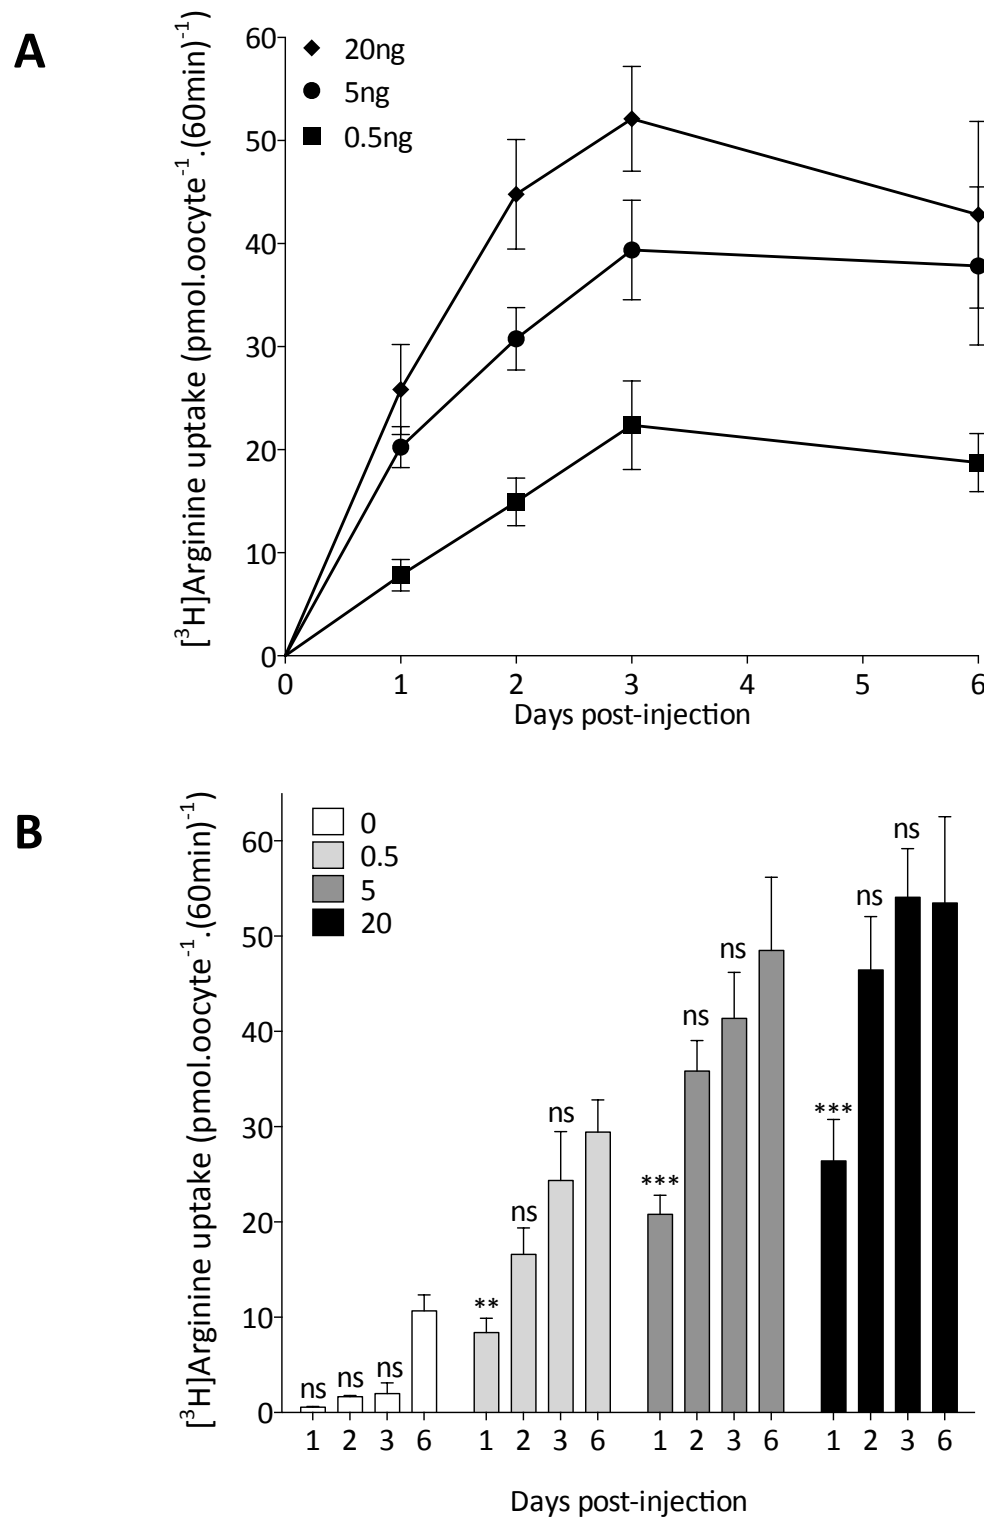 A
[³H]Arginine uptake (pmol.oocyte⁻¹.(60min)⁻¹)
60
50
40
30
20
10
0
20ng
5ng
0.5ng
0 1 2 3 4 5 6
Days post-injection
B
[³H]Arginine uptake (pmol.oocyte⁻¹.(60min)⁻¹)
60
50
40
30
20
10
0
0
0.5
5
20
ns ns ns
** ns ns
*** ns ns
*** ns ns
1 2 3 6 1 2 3 6 1 2 3 6 1 2 3 6
Days post-injection